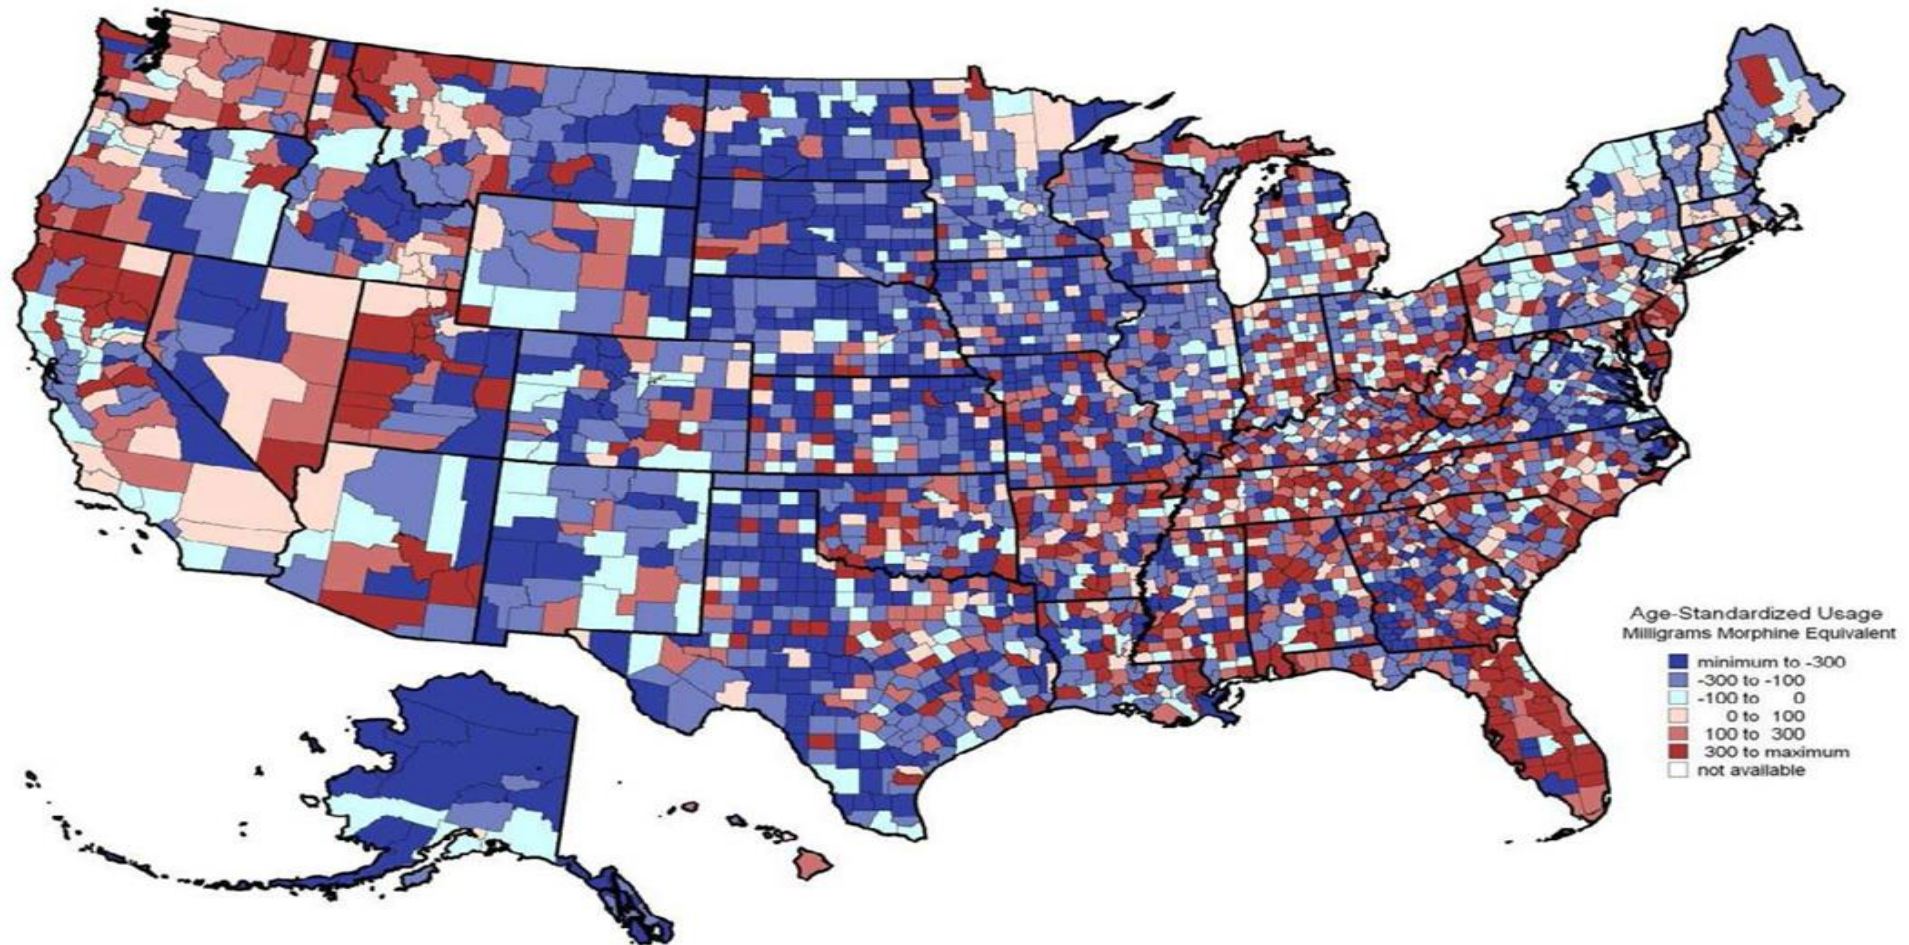 Age-Standardized Usage
Milligrams Morphine Equivalent
minimum to -300
-300 to -100
-100 to 0
0 to 100
100 to 300
300 to maximum
not available